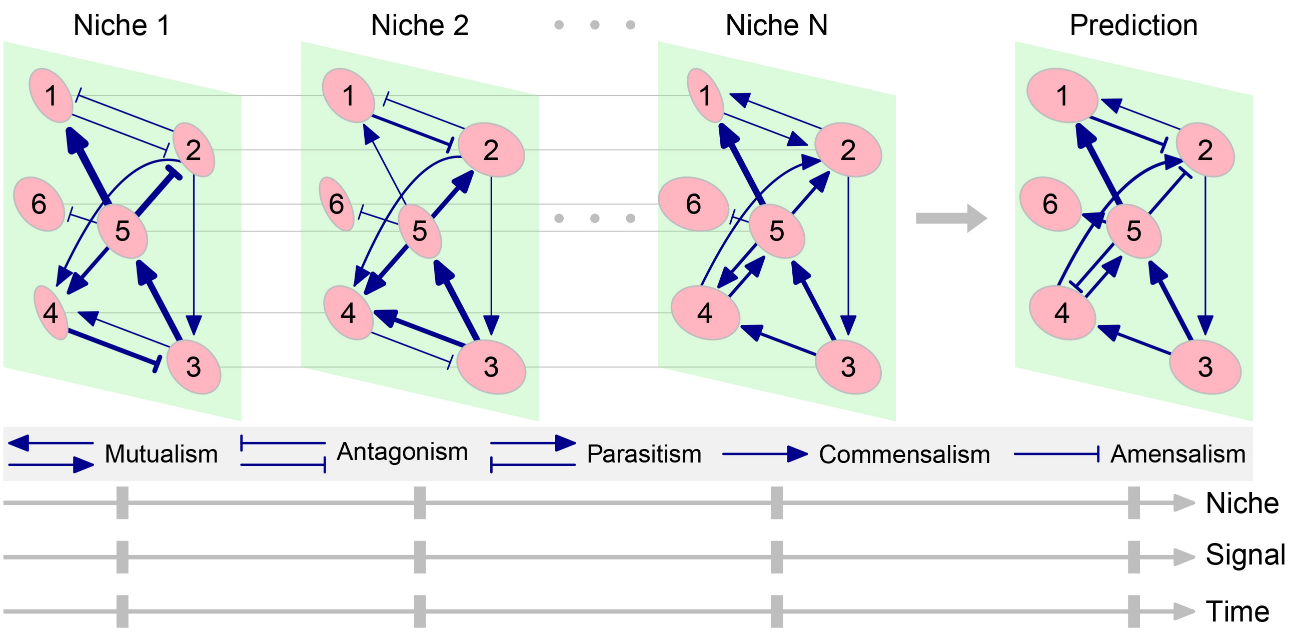 Niche 1 Niche 2 Niche N Prediction
1 1 1 1
2 2 2 2
6 6 6 6
5 5 5 5
4 4 4 4
3 3 3 3
Mutualism Antagonism Parasitism Commensalism Amensalism
Niche
Signal
Time